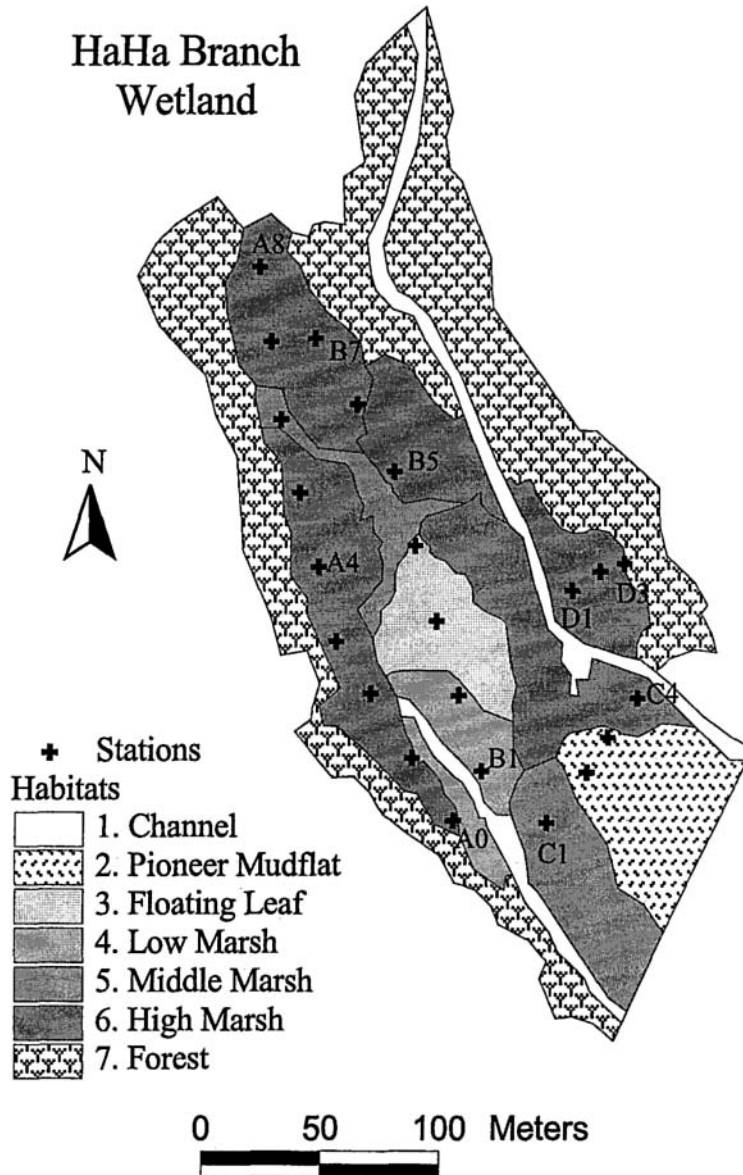 HaHa Branch
Wetland
A8
B7
B5
N
A4
D3
D1
C4
B1
A0
C1
Stations
Habitats
1. Channel
2. Pioneer Mudflat
3. Floating Leaf
4. Low Marsh
5. Middle Marsh
6. High Marsh
7. Forest
0 50 100 Meters